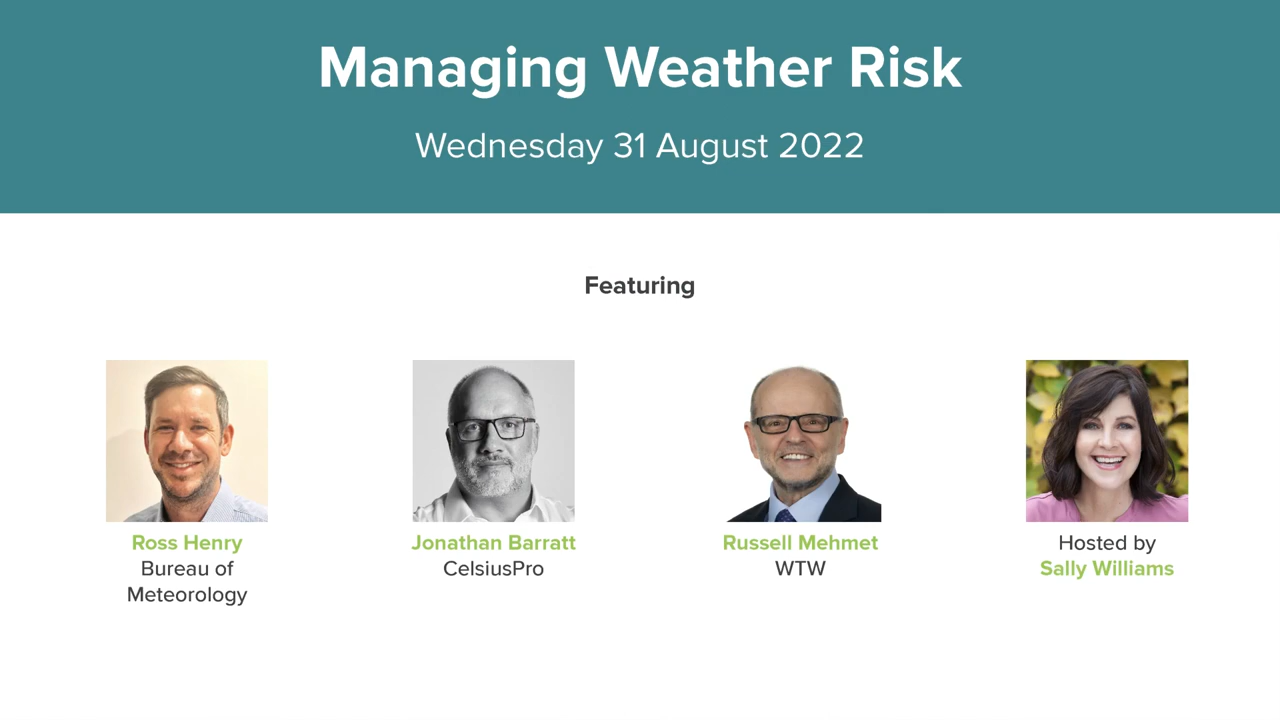 Managing Weather Risk
Wednesday 31 August 2022
Featuring
Ross Henry
Bureau of
Meteorology
Jonathan Barratt
CelsiusPro
Russell Mehmet
WTW
Hosted by
Sally Williams